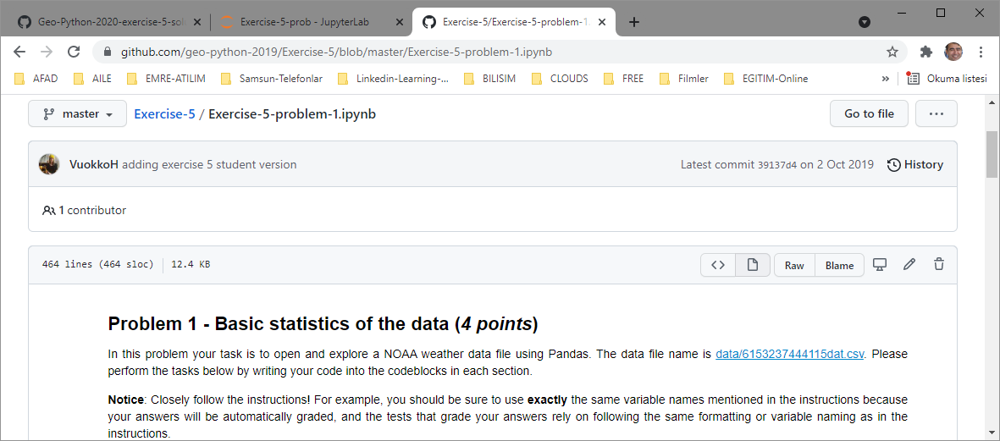 Geo-Python-2020-exercise-5-sol
Exercise-5-prob - JupyterLab
Exercise-5/Exercise-5-problem-1.
github.com/geo-python-2019/Exercise-5/blob/master/Exercise-5-problem-1.ipynb
AFAD AILE EMRE-ATILIM Samsun-Telefonlar Linkedin-Learning-... BILISIM CLOUDS FREE Filmler EGITIM-Online » Okuma listesi
master Exercise-5 / Exercise-5-problem-1.ipynb Go to file ...
VuokkoH adding exercise 5 student version Latest commit 39137d4 on 2 Oct 2019 History
1 contributor
464 lines (464 sloc) 12.4 KB <> Raw Blame
Problem 1 - Basic statistics of the data (4 points)
In this problem your task is to open and explore a NOAA weather data file using Pandas. The data file name is data/6153237444115dat.csv. Please
perform the tasks below by writing your code into the codeblocks in each section.
Notice: Closely follow the instructions! For example, you should be sure to use exactly the same variable names mentioned in the instructions because
your answers will be automatically graded, and the tests that grade your answers rely on following the same formatting or variable naming as in the
instructions.